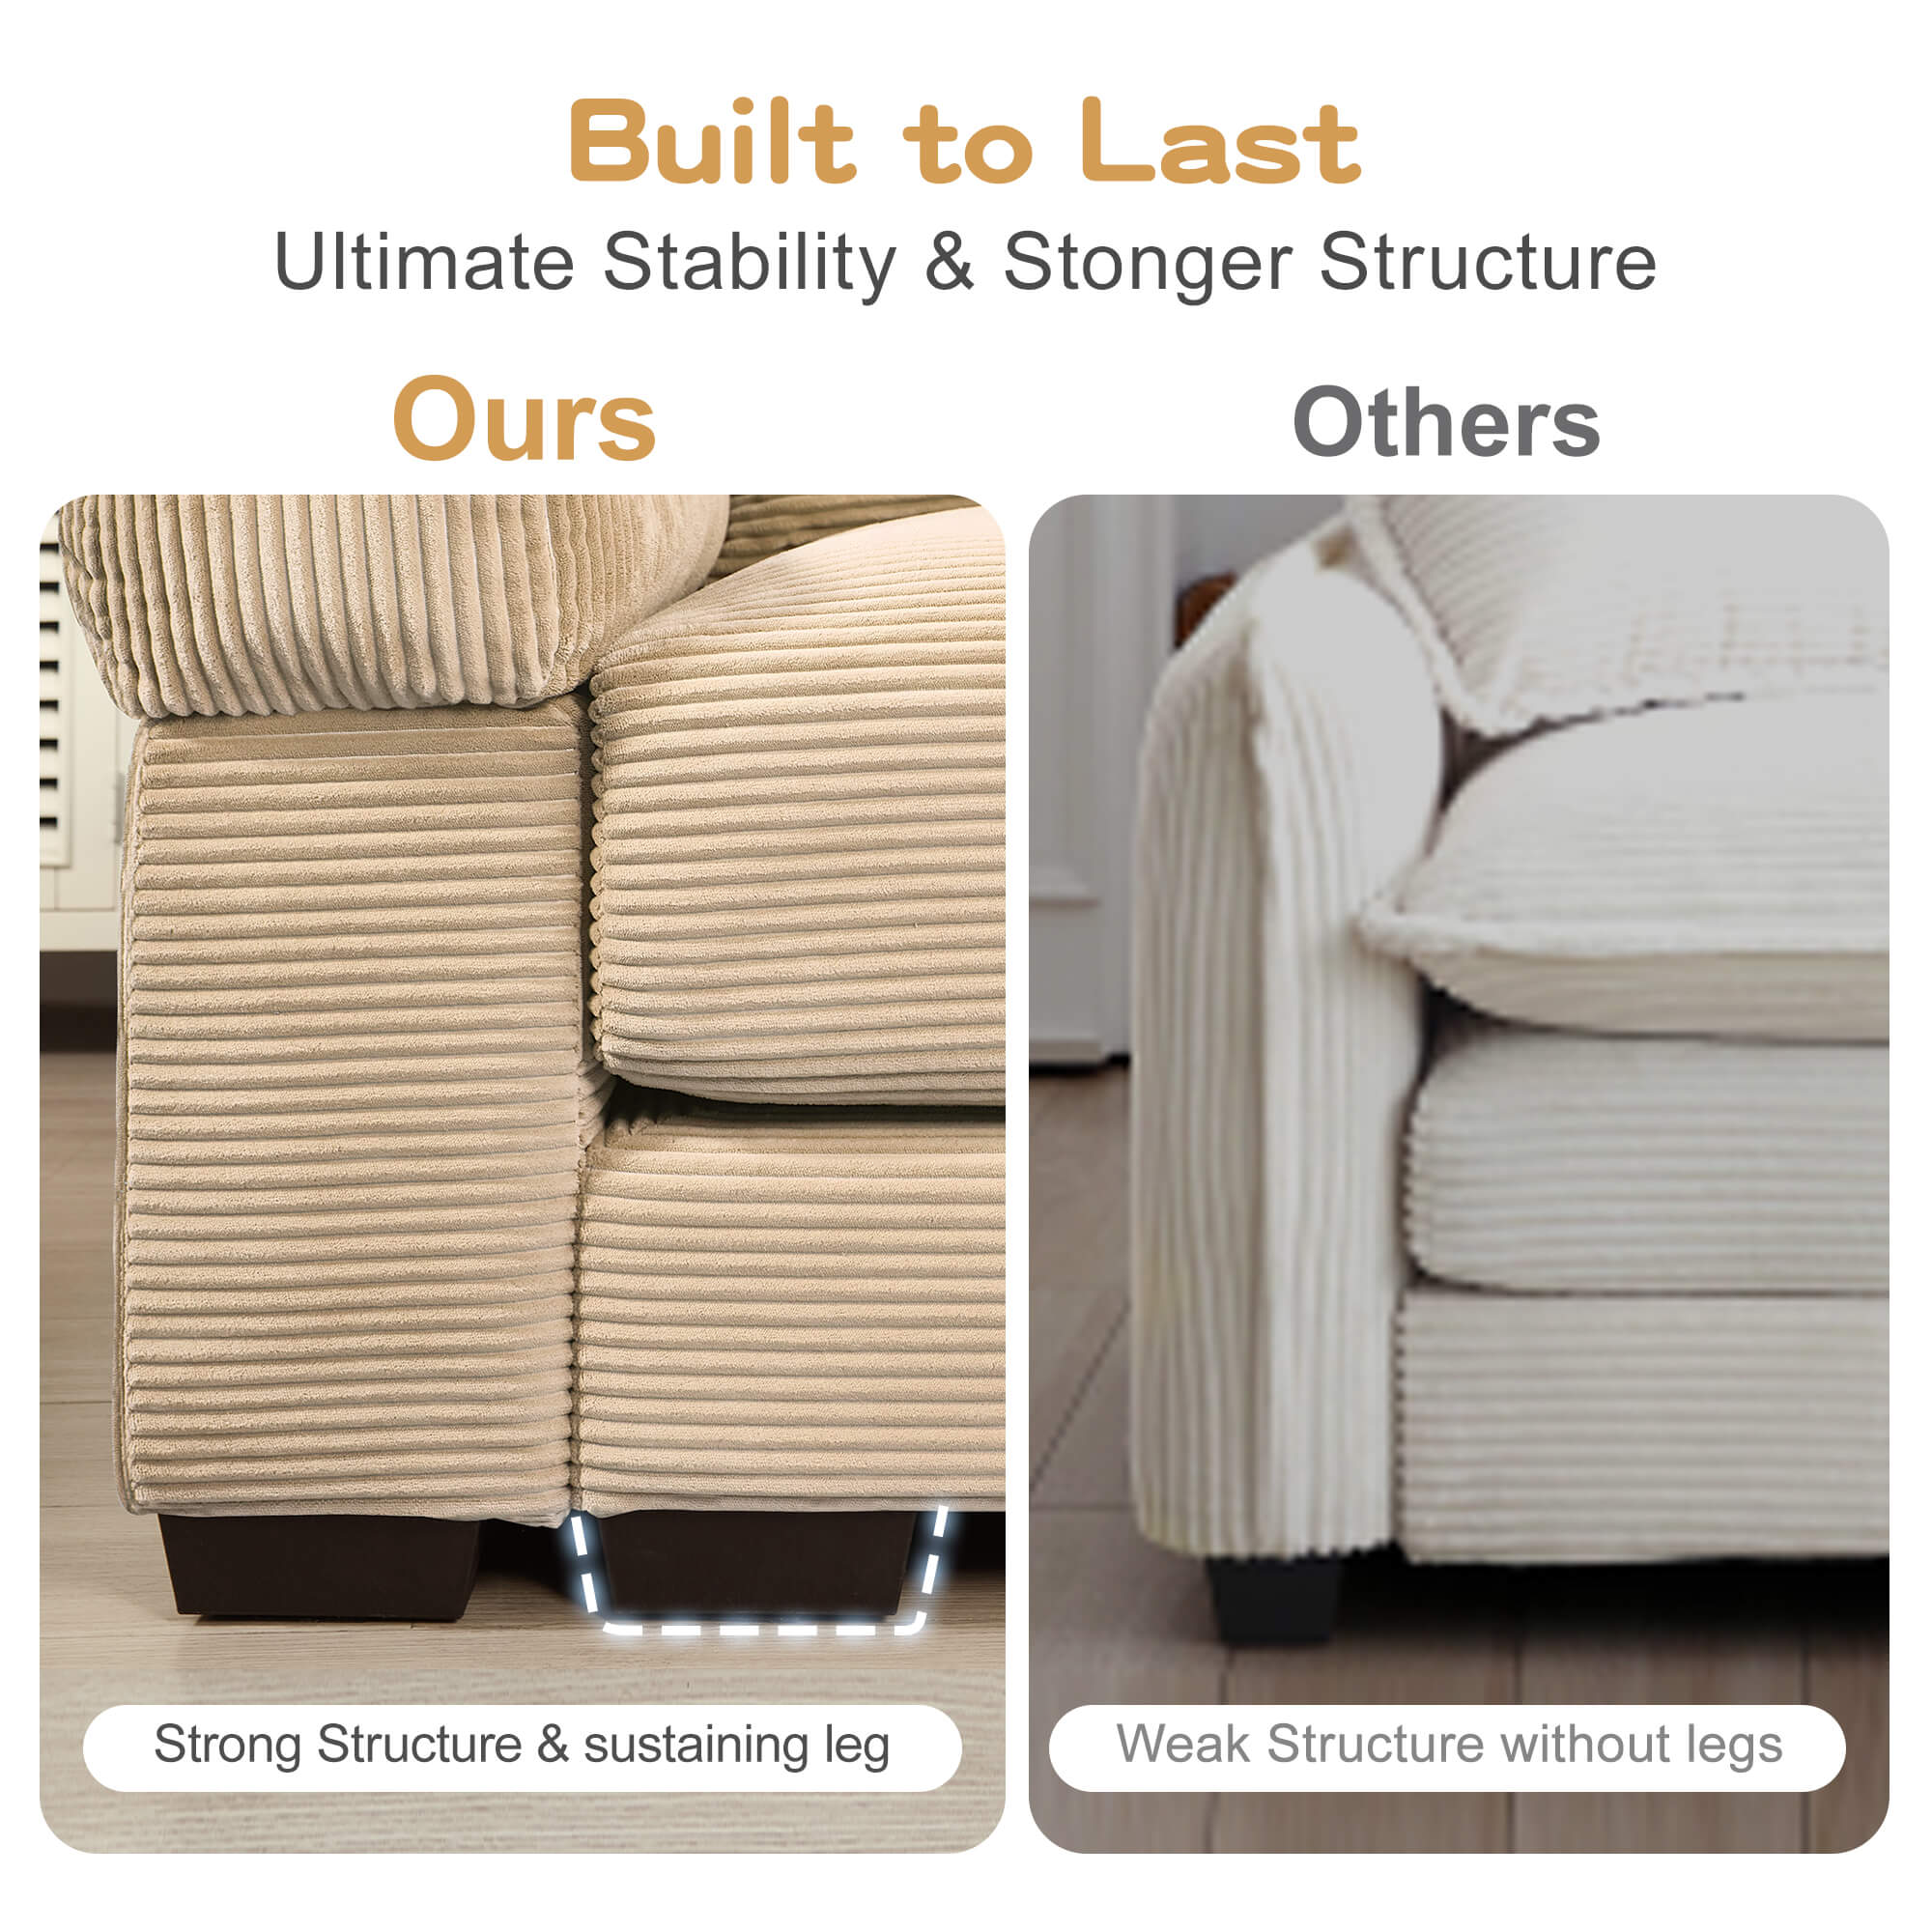 Built to Last
Ultimate Stability & Stonger Structure
Ours
Others
Strong Structure & sustaining leg
Weak Structure without legs